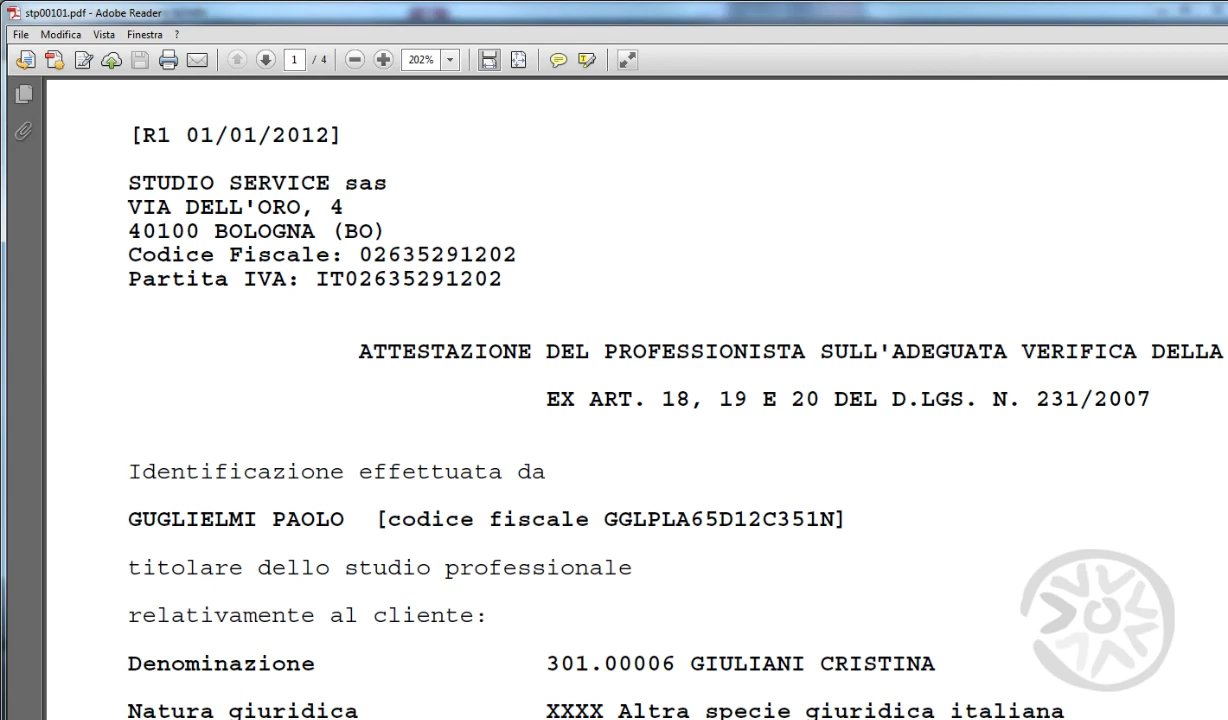 stp00101.pdf - Adobe Reader
File Modifica Vista Finestra ?
1 / 4 202%
[R1 01/01/2012]
STUDIO SERVICE sas
VIA DELL'ORO, 4
40100 BOLOGNA (BO)
Codice Fiscale: 02635291202
Partita IVA: IT02635291202
ATTESTAZIONE DEL PROFESSIONISTA SULL'ADEGUATA VERIFICA DELLA
EX ART. 18, 19 E 20 DEL D.LGS. N. 231/2007
Identificazione effettuata da
GUGLIELMI PAOLO [codice fiscale GGLPLA65D12C351N]
titolare dello studio professionale
relativamente al cliente:
Denominazione 301.00006 GIULIANI CRISTINA
Natura giuridica XXXX Altra specie giuridica italiana